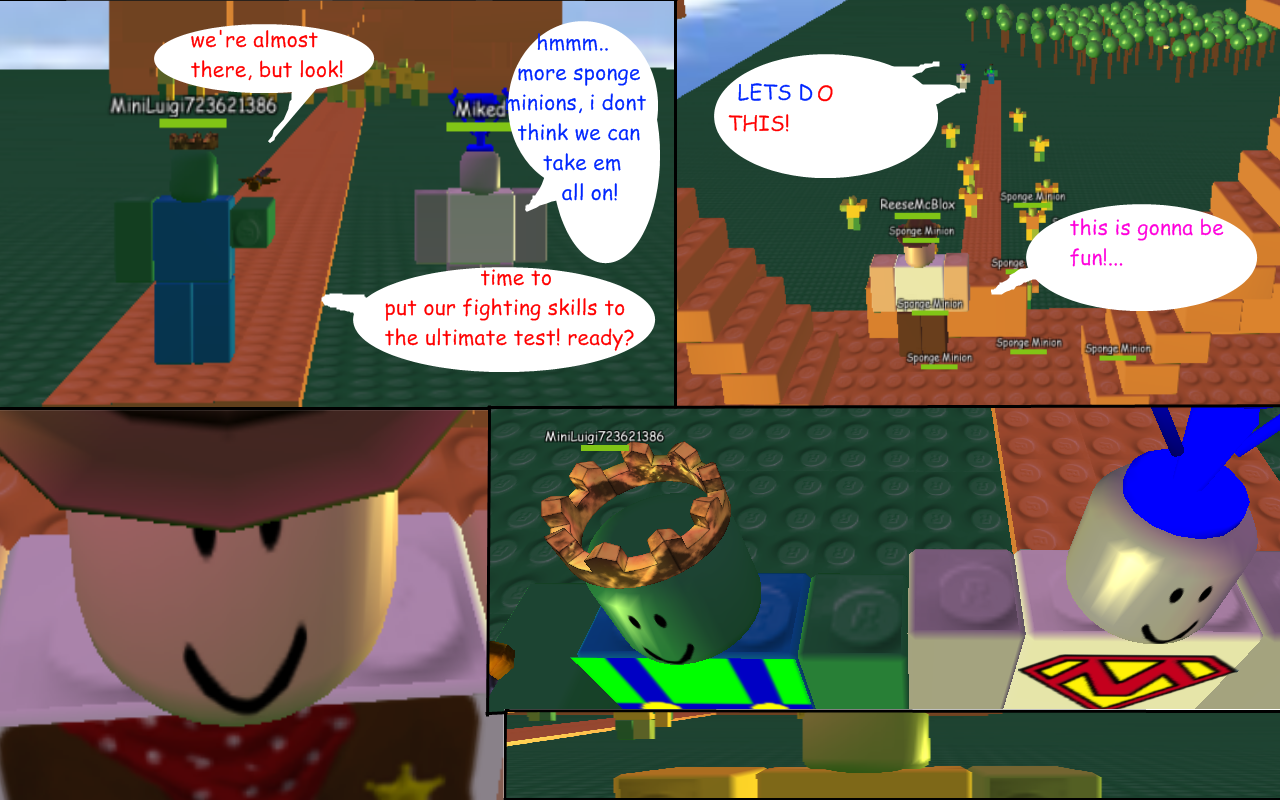 we're almost
there, but look!
MiniLuigi723621386
hmmm..
more sponge
minions, i dont
think we can
take em
all on!
Miked
time to
put our fighting skills to
the ultimate test! ready?
LETS DO
THIS!
ReeseMcBlox
Sponge Minion
Sponge Minion
Sponge
this is gonna be
fun!...
Sponge Minion
Sponge Minion
Sponge Minion
Sponge Minion
MiniLuigi723621386